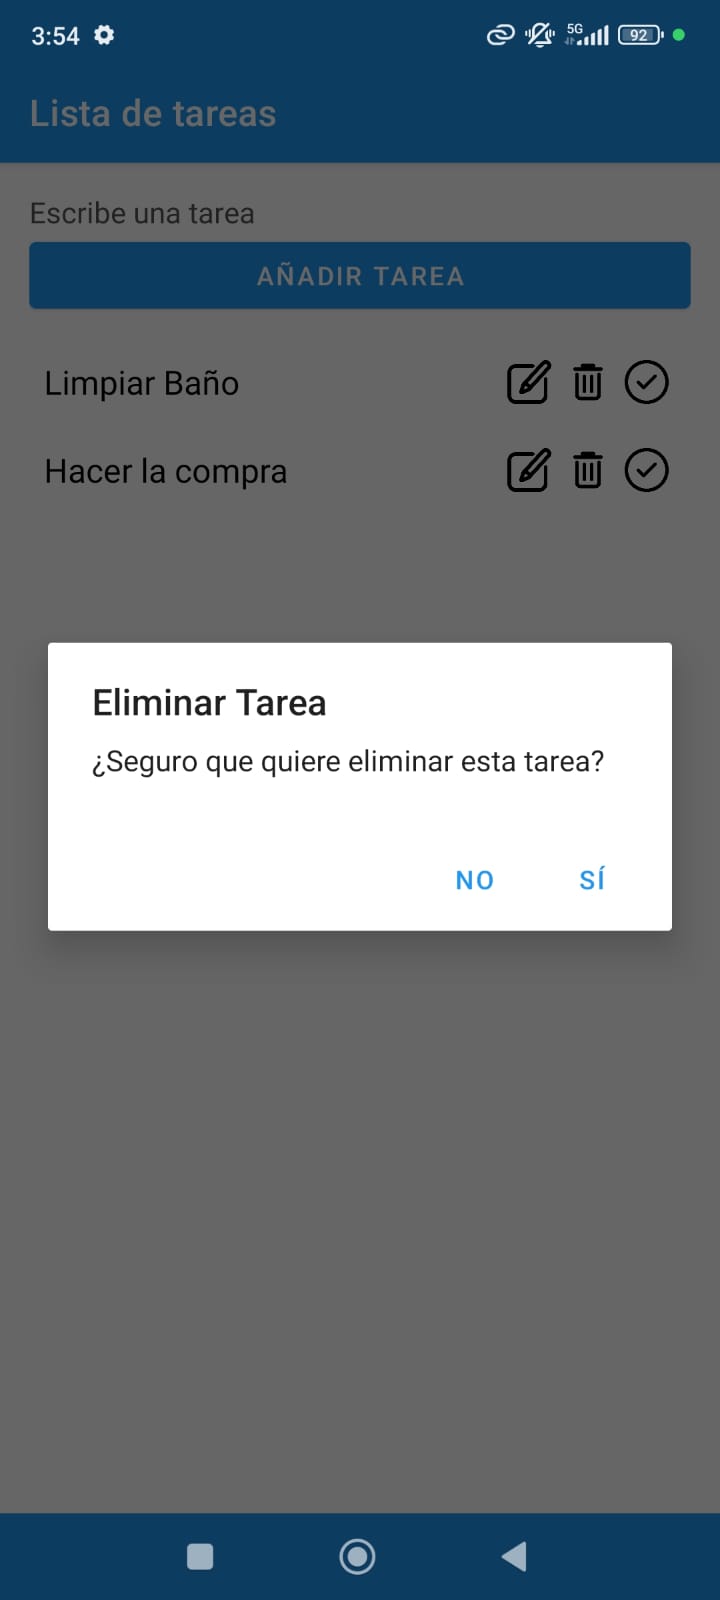 3:54
5G
92
Lista de tareas
Escribe una tarea
AÑADIR TAREA
Limpiar Baño
Hacer la compra
Eliminar Tarea
¿Seguro que quiere eliminar esta tarea?
NO SÍ